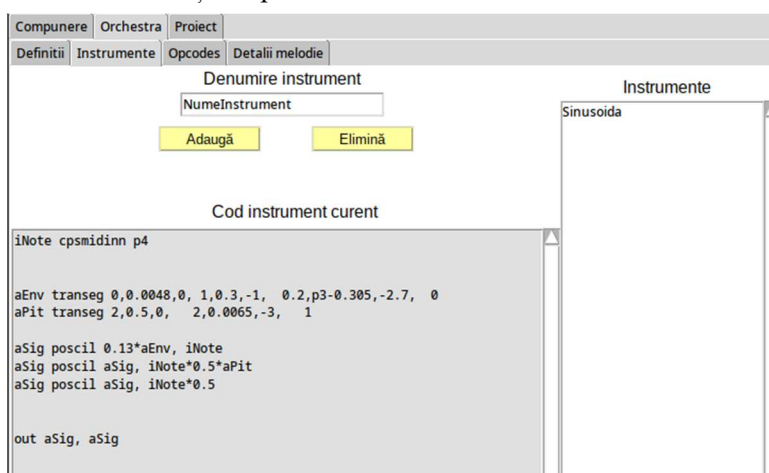 Compunere Orchestra Proiect
Definitii Instrumente Opcodes Detalii melodie
Denumire instrument
NumeInstrument
Adaugă Elimină
Instrumente
Sinusoida
Cod instrument curent
iNote cpsmidinn p4
aEnv transeg 0,0.0048,0, 1,0.3,-1, 0.2,p3-0.305,-2.7, 0
aPit transeg 2,0.5,0, 2,0.0065,-3, 1
aSig poscil 0.13*aEnv, iNote
aSig poscil aSig, iNote*0.5*aPit
aSig poscil aSig, iNote*0.5
out aSig, aSig